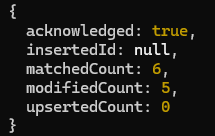 {
  acknowledged: true,
  insertedId: null,
  matchedCount: 6,
  modifiedCount: 5,
  upsertedCount: 0
}